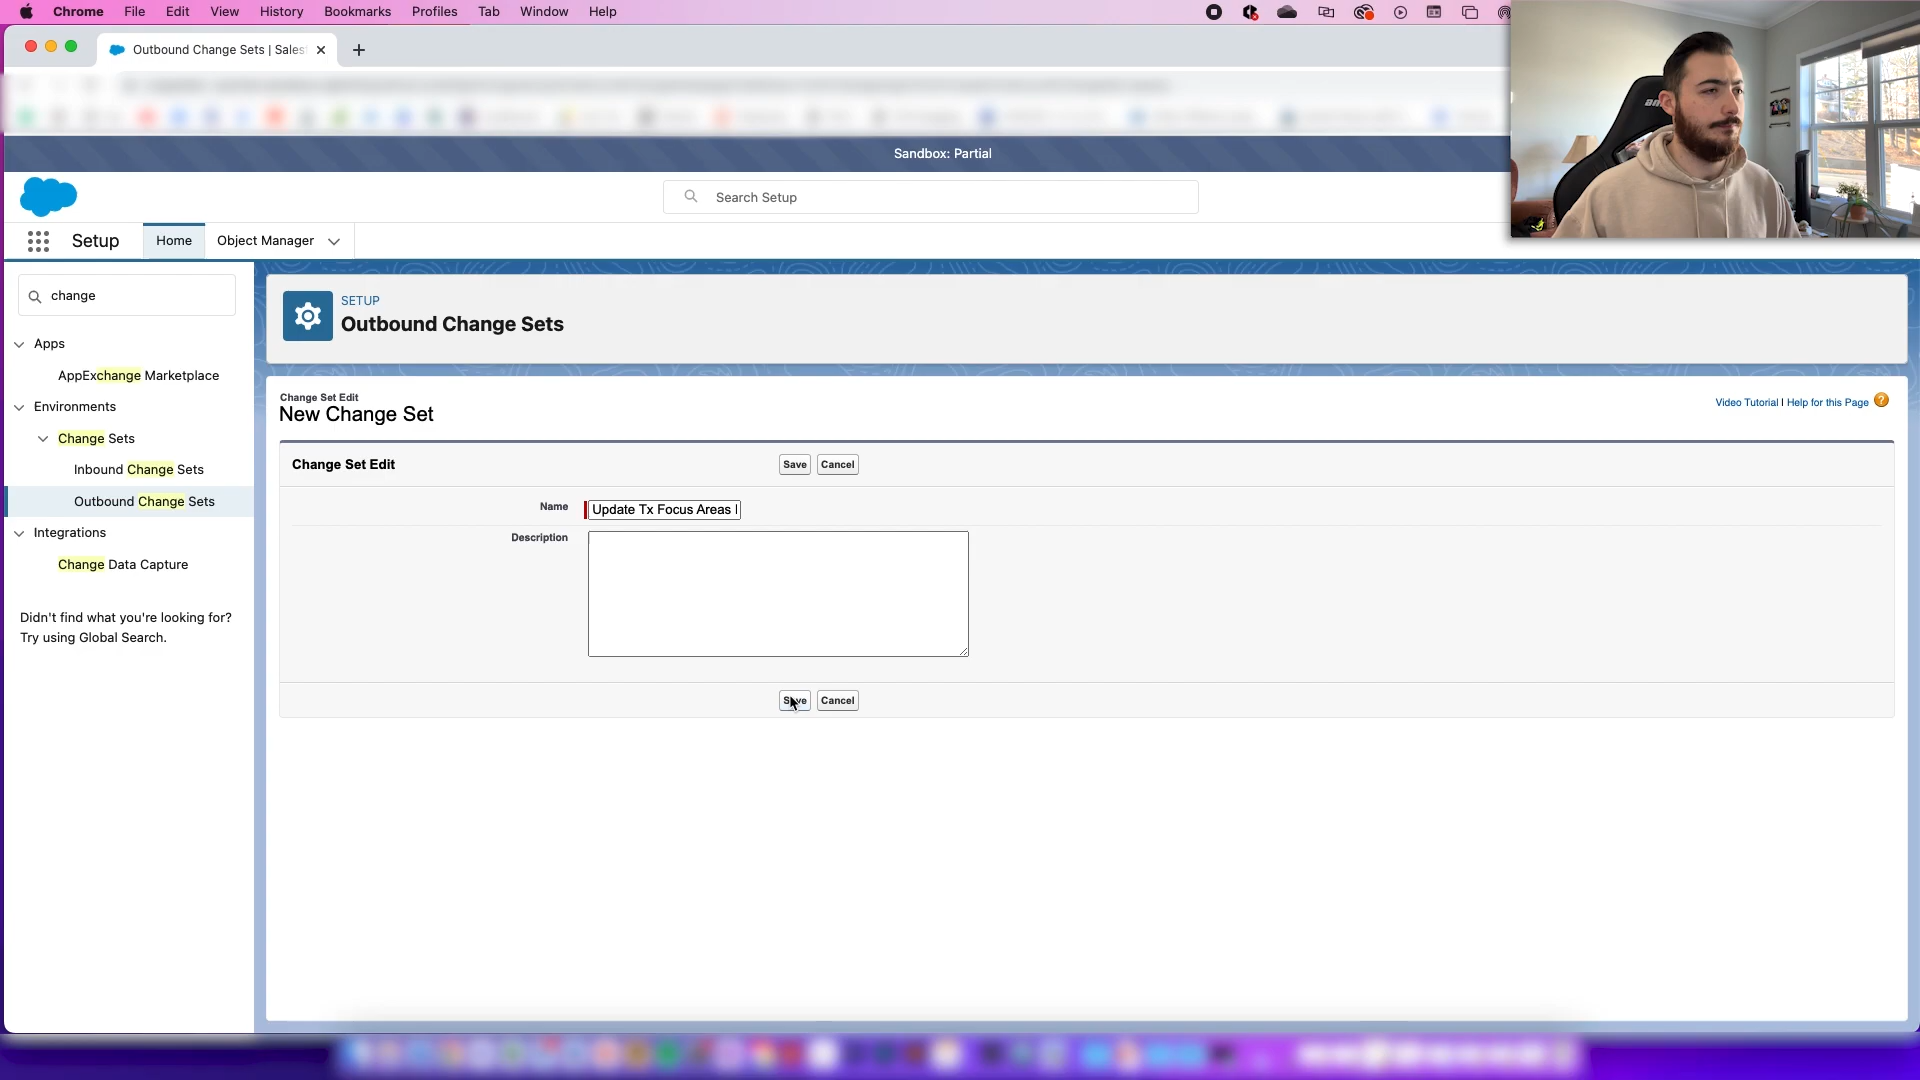 Chrome File Edit View History Bookmarks Profiles Tab Window Help
Outbound Change Sets | Sales
Sandbox: Partial
Search Setup
Setup Home Object Manager
change
Apps
AppExchange Marketplace
Environments
Change Sets
Inbound Change Sets
Outbound Change Sets
Integrations
Change Data Capture
Didn't find what you're looking for?
Try using Global Search.
SETUP
Outbound Change Sets
Change Set Edit
New Change Set
Video Tutorial | Help for this Page ?
Change Set Edit Save Cancel
Name Update Tx Focus Areas
Description
Save Cancel